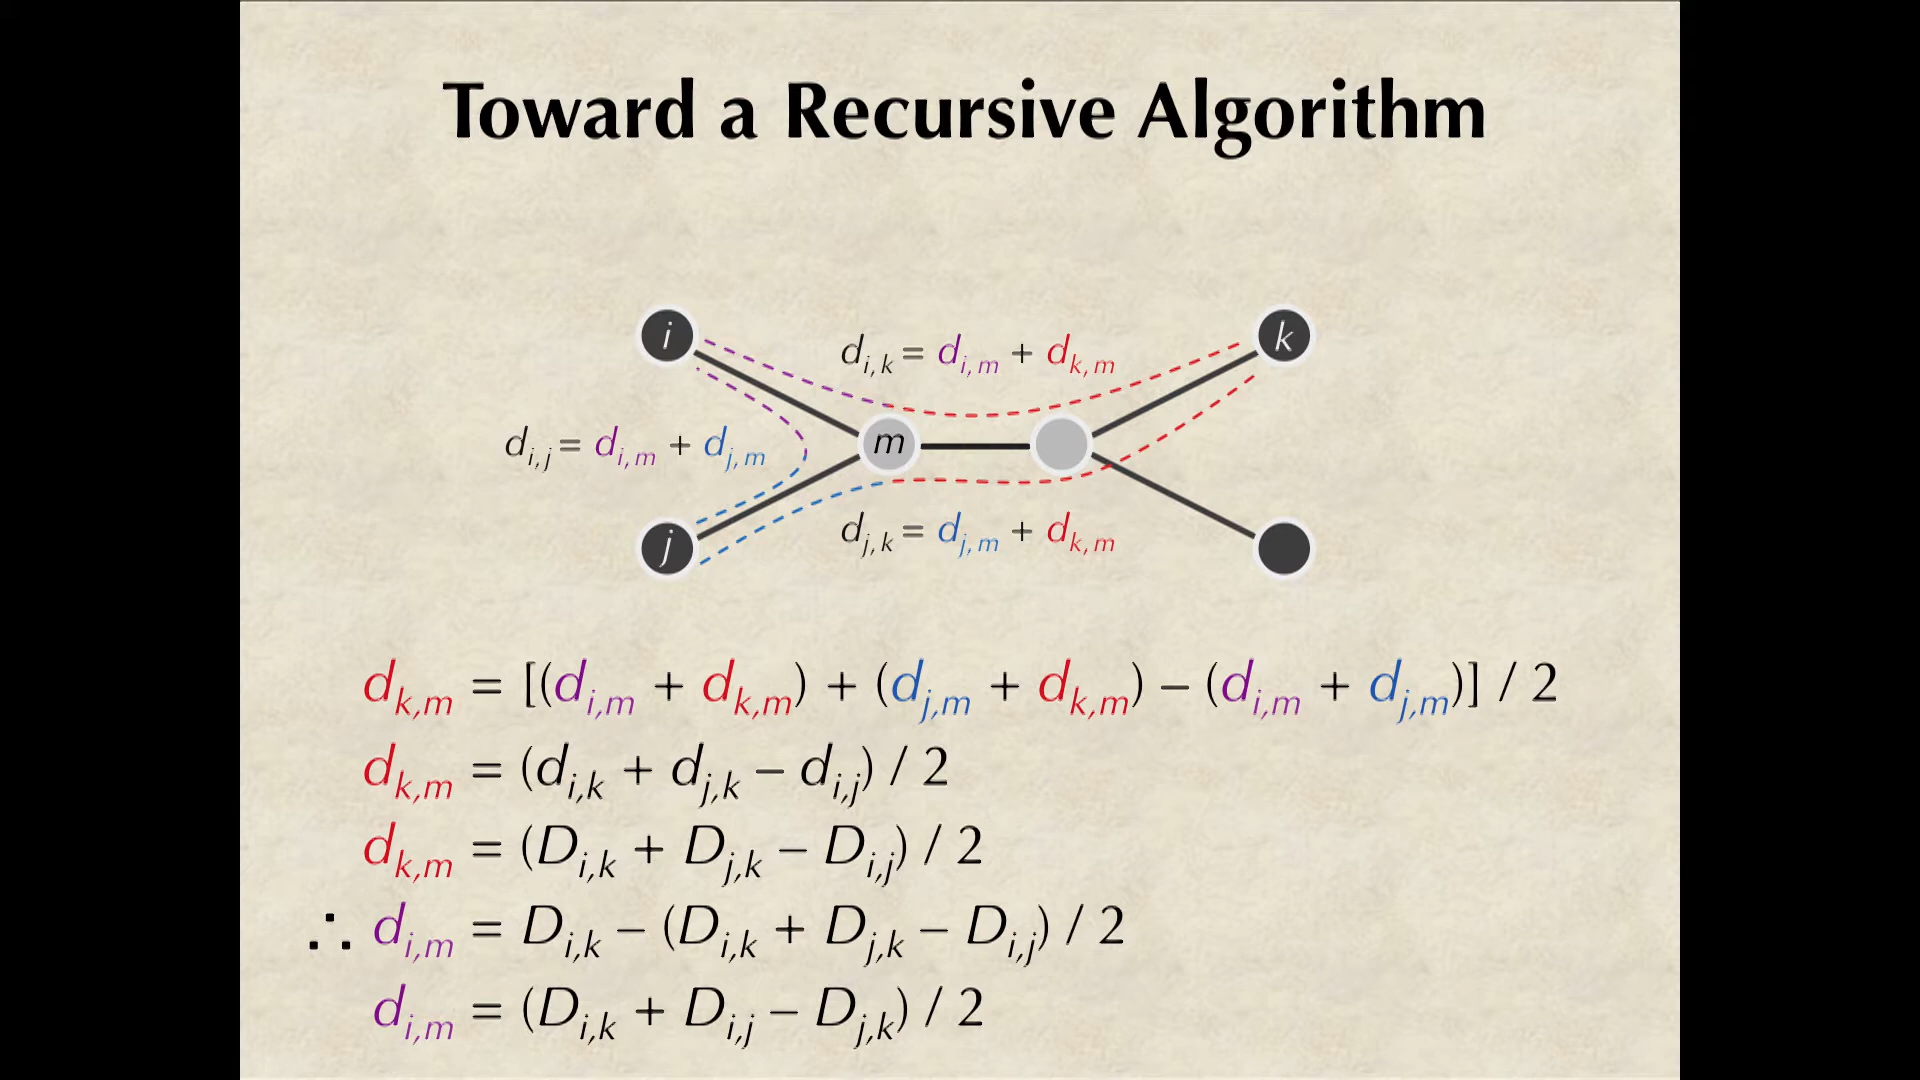 Toward a Recursive Algorithm
i
k
d_{i,k} = d_{i,m} + d_{k,m}
d_{i,j} = d_{i,m} + d_{j,m}
m
d_{j,k} = d_{j,m} + d_{k,m}
j
d_{k,m} = [(d_{i,m} + d_{k,m}) + (d_{j,m} + d_{k,m}) – (d_{i,m} + d_{j,m})] / 2
d_{k,m} = (d_{i,k} + d_{j,k} – d_{i,j}) / 2
d_{k,m} = (D_{i,k} + D_{j,k} – D_{i,j}) / 2
∴ d_{i,m} = D_{i,k} – (D_{i,k} + D_{j,k} – D_{i,j}) / 2
d_{i,m} = (D_{i,k} + D_{i,j} – D_{j,k}) / 2